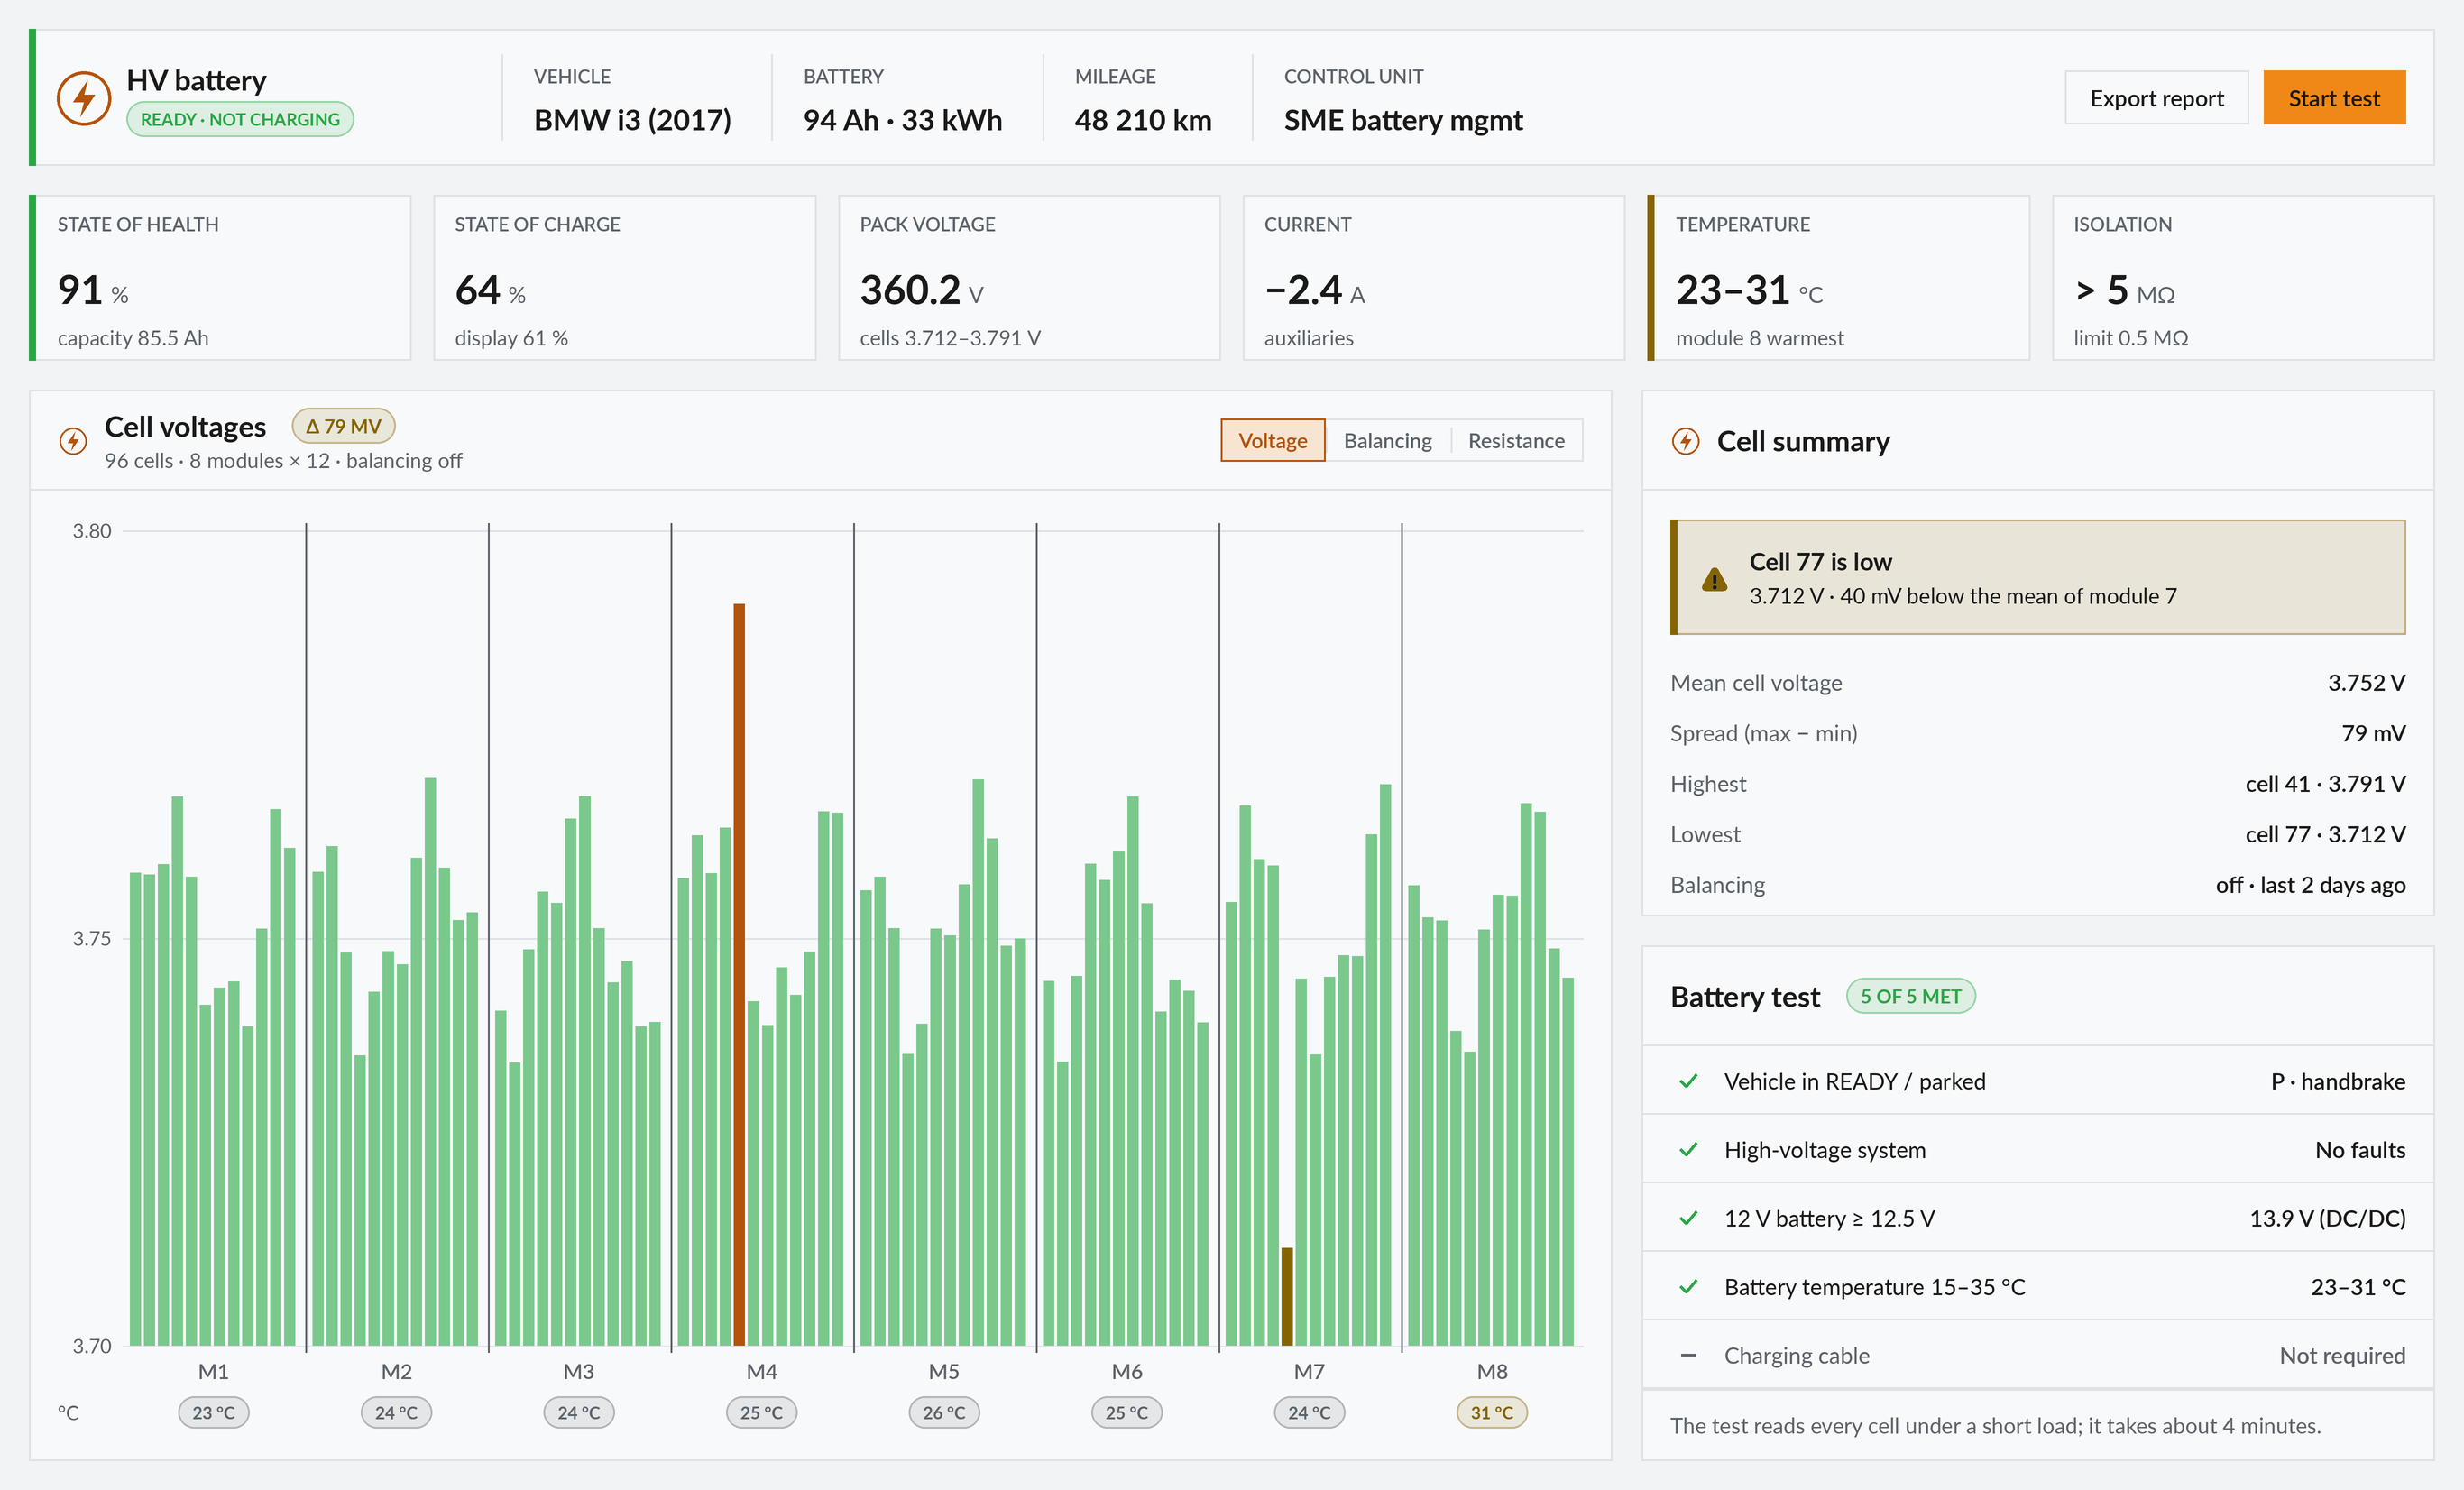 HV battery
READY · NOT CHARGING
VEHICLE
BMW i3 (2017)
BATTERY
94 Ah · 33 kWh
MILEAGE
48 210 km
CONTROL UNIT
SME battery mgmt
Export report
Start test
STATE OF HEALTH
91 %
capacity 85.5 Ah
STATE OF CHARGE
64 %
display 61 %
PACK VOLTAGE
360.2 V
cells 3.712–3.791 V
CURRENT
−2.4 A
auxiliaries
TEMPERATURE
23–31 °C
module 8 warmest
ISOLATION
> 5 MΩ
limit 0.5 MΩ
Cell voltages
Δ 79 MV
96 cells · 8 modules × 12 · balancing off
Voltage
Balancing
Resistance
3.80
3.75
3.70
M1 M2 M3 M4 M5 M6 M7 M8
°C 23 °C 24 °C 24 °C 25 °C 26 °C 25 °C 24 °C 31 °C
Cell summary
Cell 77 is low
3.712 V · 40 mV below the mean of module 7
Mean cell voltage 3.752 V
Spread (max − min) 79 mV
Highest cell 41 · 3.791 V
Lowest cell 77 · 3.712 V
Balancing off · last 2 days ago
Battery test
5 OF 5 MET
Vehicle in READY / parked P · handbrake
High-voltage system No faults
12 V battery ≥ 12.5 V 13.9 V (DC/DC)
Battery temperature 15–35 °C 23–31 °C
Charging cable Not required
The test reads every cell under a short load; it takes about 4 minutes.